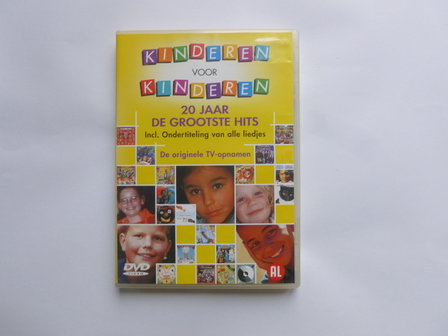 KINDEREN
VOOR
KINDEREN
20 JAAR
DE GROOTSTE HITS
Incl. Ondertiteling van alle liedjes
De originele TV-opnamen
DVD
VIDEO
AL